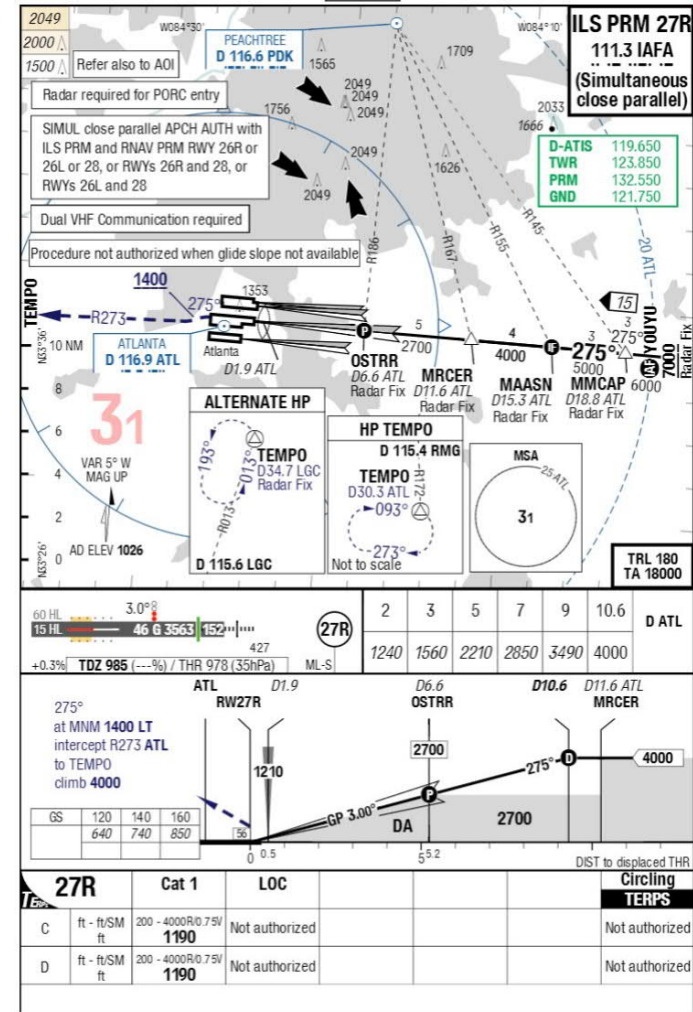 2049
2000
1500
Refer also to AOI
Radar required for PORC entry
SIMUL close parallel APCH AUTH with
ILS PRM and RNAV PRM RWY 26R or
26L or 28, or RWYs 26R and 28, or
RWYs 26L and 28
Dual VHF Communication required
Procedure not authorized when glide slope not available
W084°30'
W084°10'
PEACHTREE
D 116.6 PDK
1565
1709
2049
2049
2049
1756
2049
2049
1626
2033
1666
ILS PRM 27R
111.3 IAFA
(Simultaneous
close parallel)
D-ATIS 119.650
TWR 123.850
PRM 132.550
GND 121.750
R186
R167
R155
R145
20 ATL
15
TEMPO
R273
1400
275°
1353
N33°36'
10 NM
ATLANTA
D 116.9 ATL
Atlanta
D1.9 ATL
5
2700
4
4000
3
275°
5000
3
275°
6000
IAF YOUYU
7000
Radar Fix
P
IF
OSTRR
D6.6 ATL
Radar Fix
MRCER
D11.6 ATL
Radar Fix
MAASN
D15.3 ATL
Radar Fix
MMCAP
D18.8 ATL
Radar Fix
31
8
6
4
2
0
VAR 5° W
MAG UP
AD ELEV 1026
N33°26'
ALTERNATE HP
193°
013°
TEMPO
D34.7 LGC
Radar Fix
R013
D 115.6 LGC
HP TEMPO
D 115.4 RMG
TEMPO
D30.3 ATL
R172
093°
273°
Not to scale
MSA
25 ATL
31
TRL 180
TA 18000
60 HL
15 HL
3.0°
46 G 3563 152
427
+0.3% TDZ 985 (---%) / THR 978 (35hPa)
ML-S
27R
2 3 5 7 9 10.6 D ATL
1240 1560 2210 2850 3490 4000
275°
at MNM 1400 LT
intercept R273 ATL
to TEMPO
climb 4000
ATL
RW27R
D1.9
D6.6
OSTRR
D10.6
D11.6 ATL
MRCER
1210
2700
275°
D
4000
P
GP 3.00°
DA
2700
GS 120 140 160
640 740 850
56
0 0.5
5 5.2
DIST to displaced THR
27R Cat 1 LOC Circling
TERPS
C ft - ft/SM 200 - 4000R/0.75V Not authorized Not authorized
ft 1190
D ft - ft/SM 200 - 4000R/0.75V Not authorized Not authorized
ft 1190